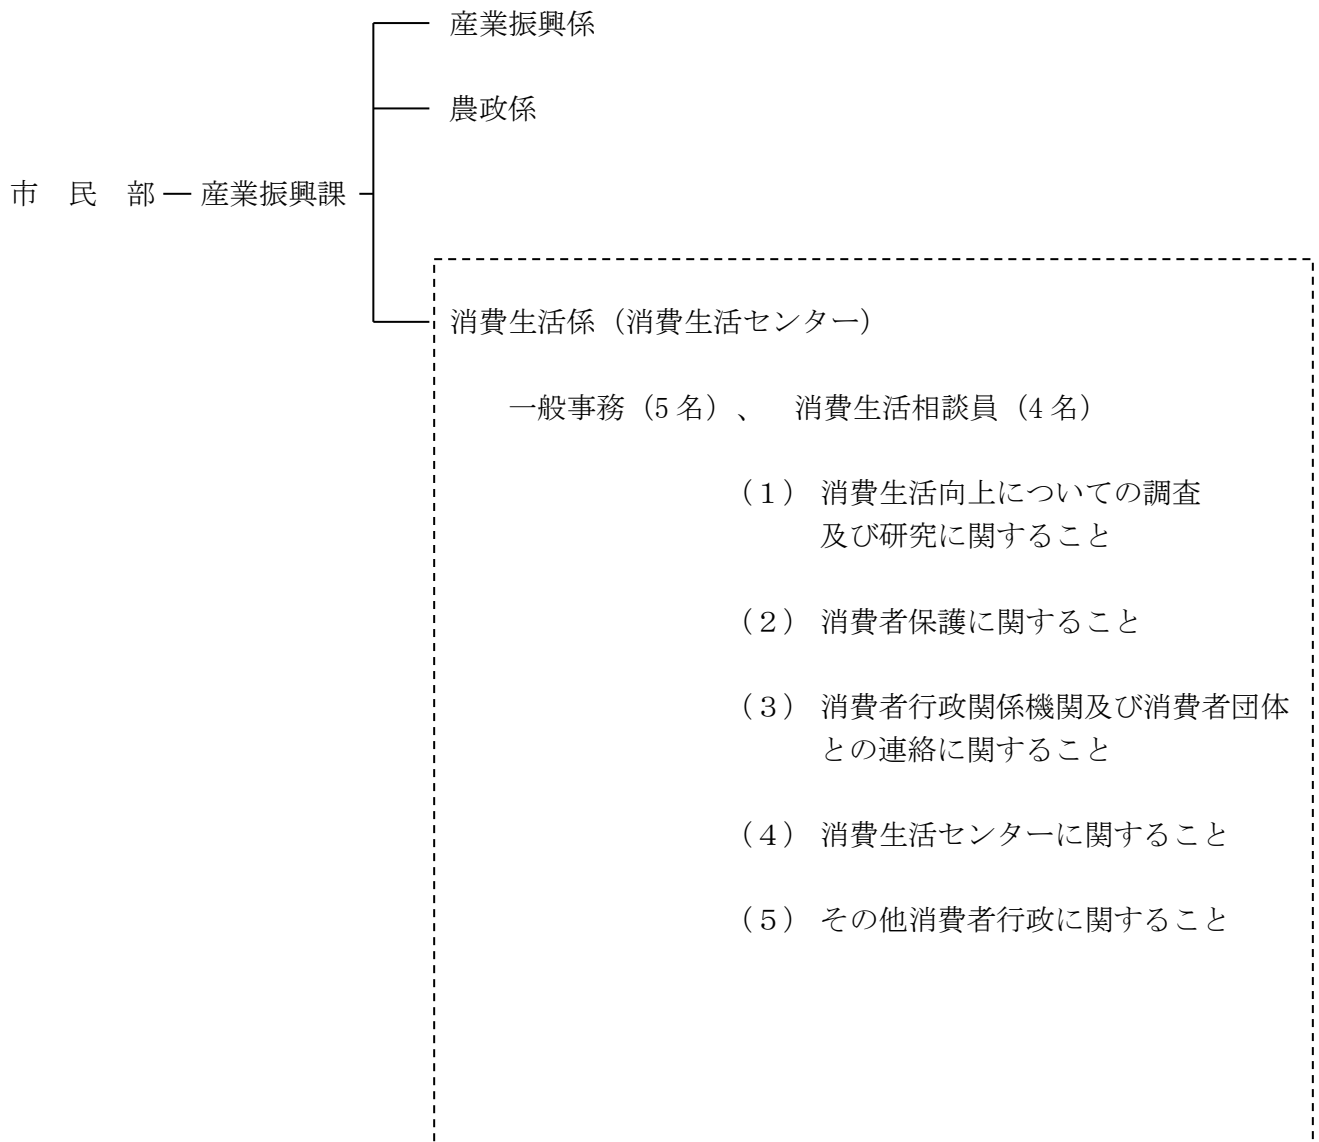 産業振興係
農政係
市　民　部 — 産業振興課
消費生活係（消費生活センター）
一般事務（5 名）、　消費生活相談員（4 名）
（１） 消費生活向上についての調査
及び研究に関すること
（２） 消費者保護に関すること
（３） 消費者行政関係機関及び消費者団体
との連絡に関すること
（４） 消費生活センターに関すること
（５） その他消費者行政に関すること